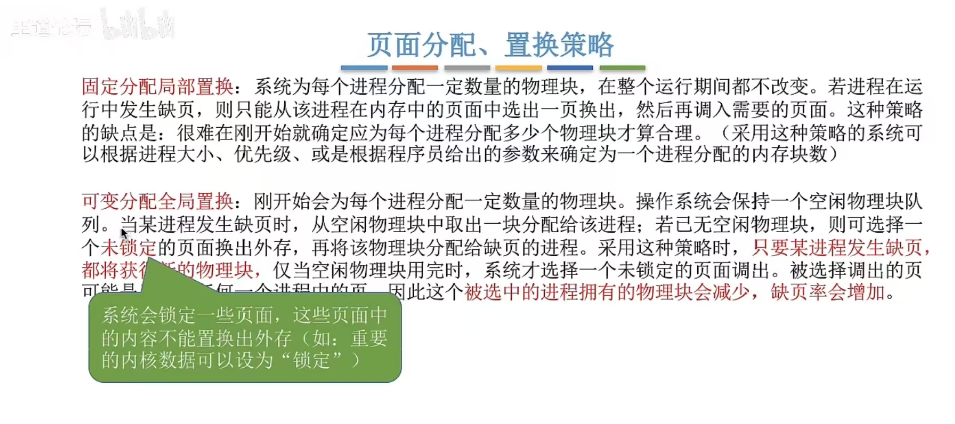 bilibili
页面分配、置换策略
固定分配局部置换：系统为每个进程分配一定数量的物理块，在整个运行期间都不改变。若进程在运
行中发生缺页，则只能从该进程在内存中的页面中选出一页换出，然后再调入需要的页面。这种策略
的缺点是：很难在刚开始就确定应为每个进程分配多少个物理块才算合理。（采用这种策略的系统可
以根据进程大小、优先级、或是根据程序员给出的参数来确定为一个进程分配的内存块数）
可变分配全局置换：刚开始会为每个进程分配一定数量的物理块。操作系统会保持一个空闲物理块队
列。当某进程发生缺页时，从空闲物理块中取出一块分配给该进程；若已无空闲物理块，则可选择一
个未锁定的页面换出外存，再将该物理块分配给缺页的进程。采用这种策略时，只要某进程发生缺页，
都将获得新的物理块，仅当空闲物理块用完时，系统才选择一个未锁定的页面调出。被选择调出的页
可能是任何一个进程中的页，因此这个被选中的进程拥有的物理块会减少，缺页率会增加。
系统会锁定一些页面，这些页面中
的内容不能置换出外存（如：重要
的内核数据可以设为“锁定”）